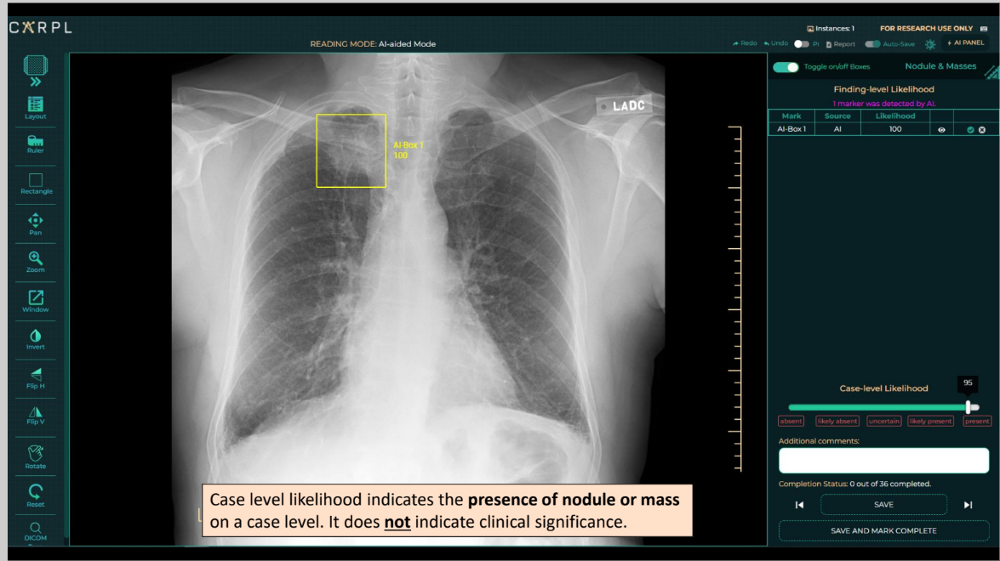 CARPL
READING MODE: AI-aided Mode
Instances: 1
FOR RESEARCH USE ONLY
Redo
Undo
PI
Report
Auto-Save
AI PANEL
Layout
Ruler
Rectangle
Pan
Zoom
Window
Invert
Flip H
Flip V
Rotate
Reset
DICOM
LADC
AI-Box 1
100
Toggle on/off Boxes
Nodule & Masses
Finding-level Likelihood
1 marker was detected by AI.
Mark Source Likelihood
AI-Box 1 AI 100
Case-level Likelihood
95
absent likely absent uncertain likely present present
Additional comments:
Completion Status: 0 out of 36 completed.
SAVE
SAVE AND MARK COMPLETE
Case level likelihood indicates the presence of nodule or mass
on a case level. It does not indicate clinical significance.